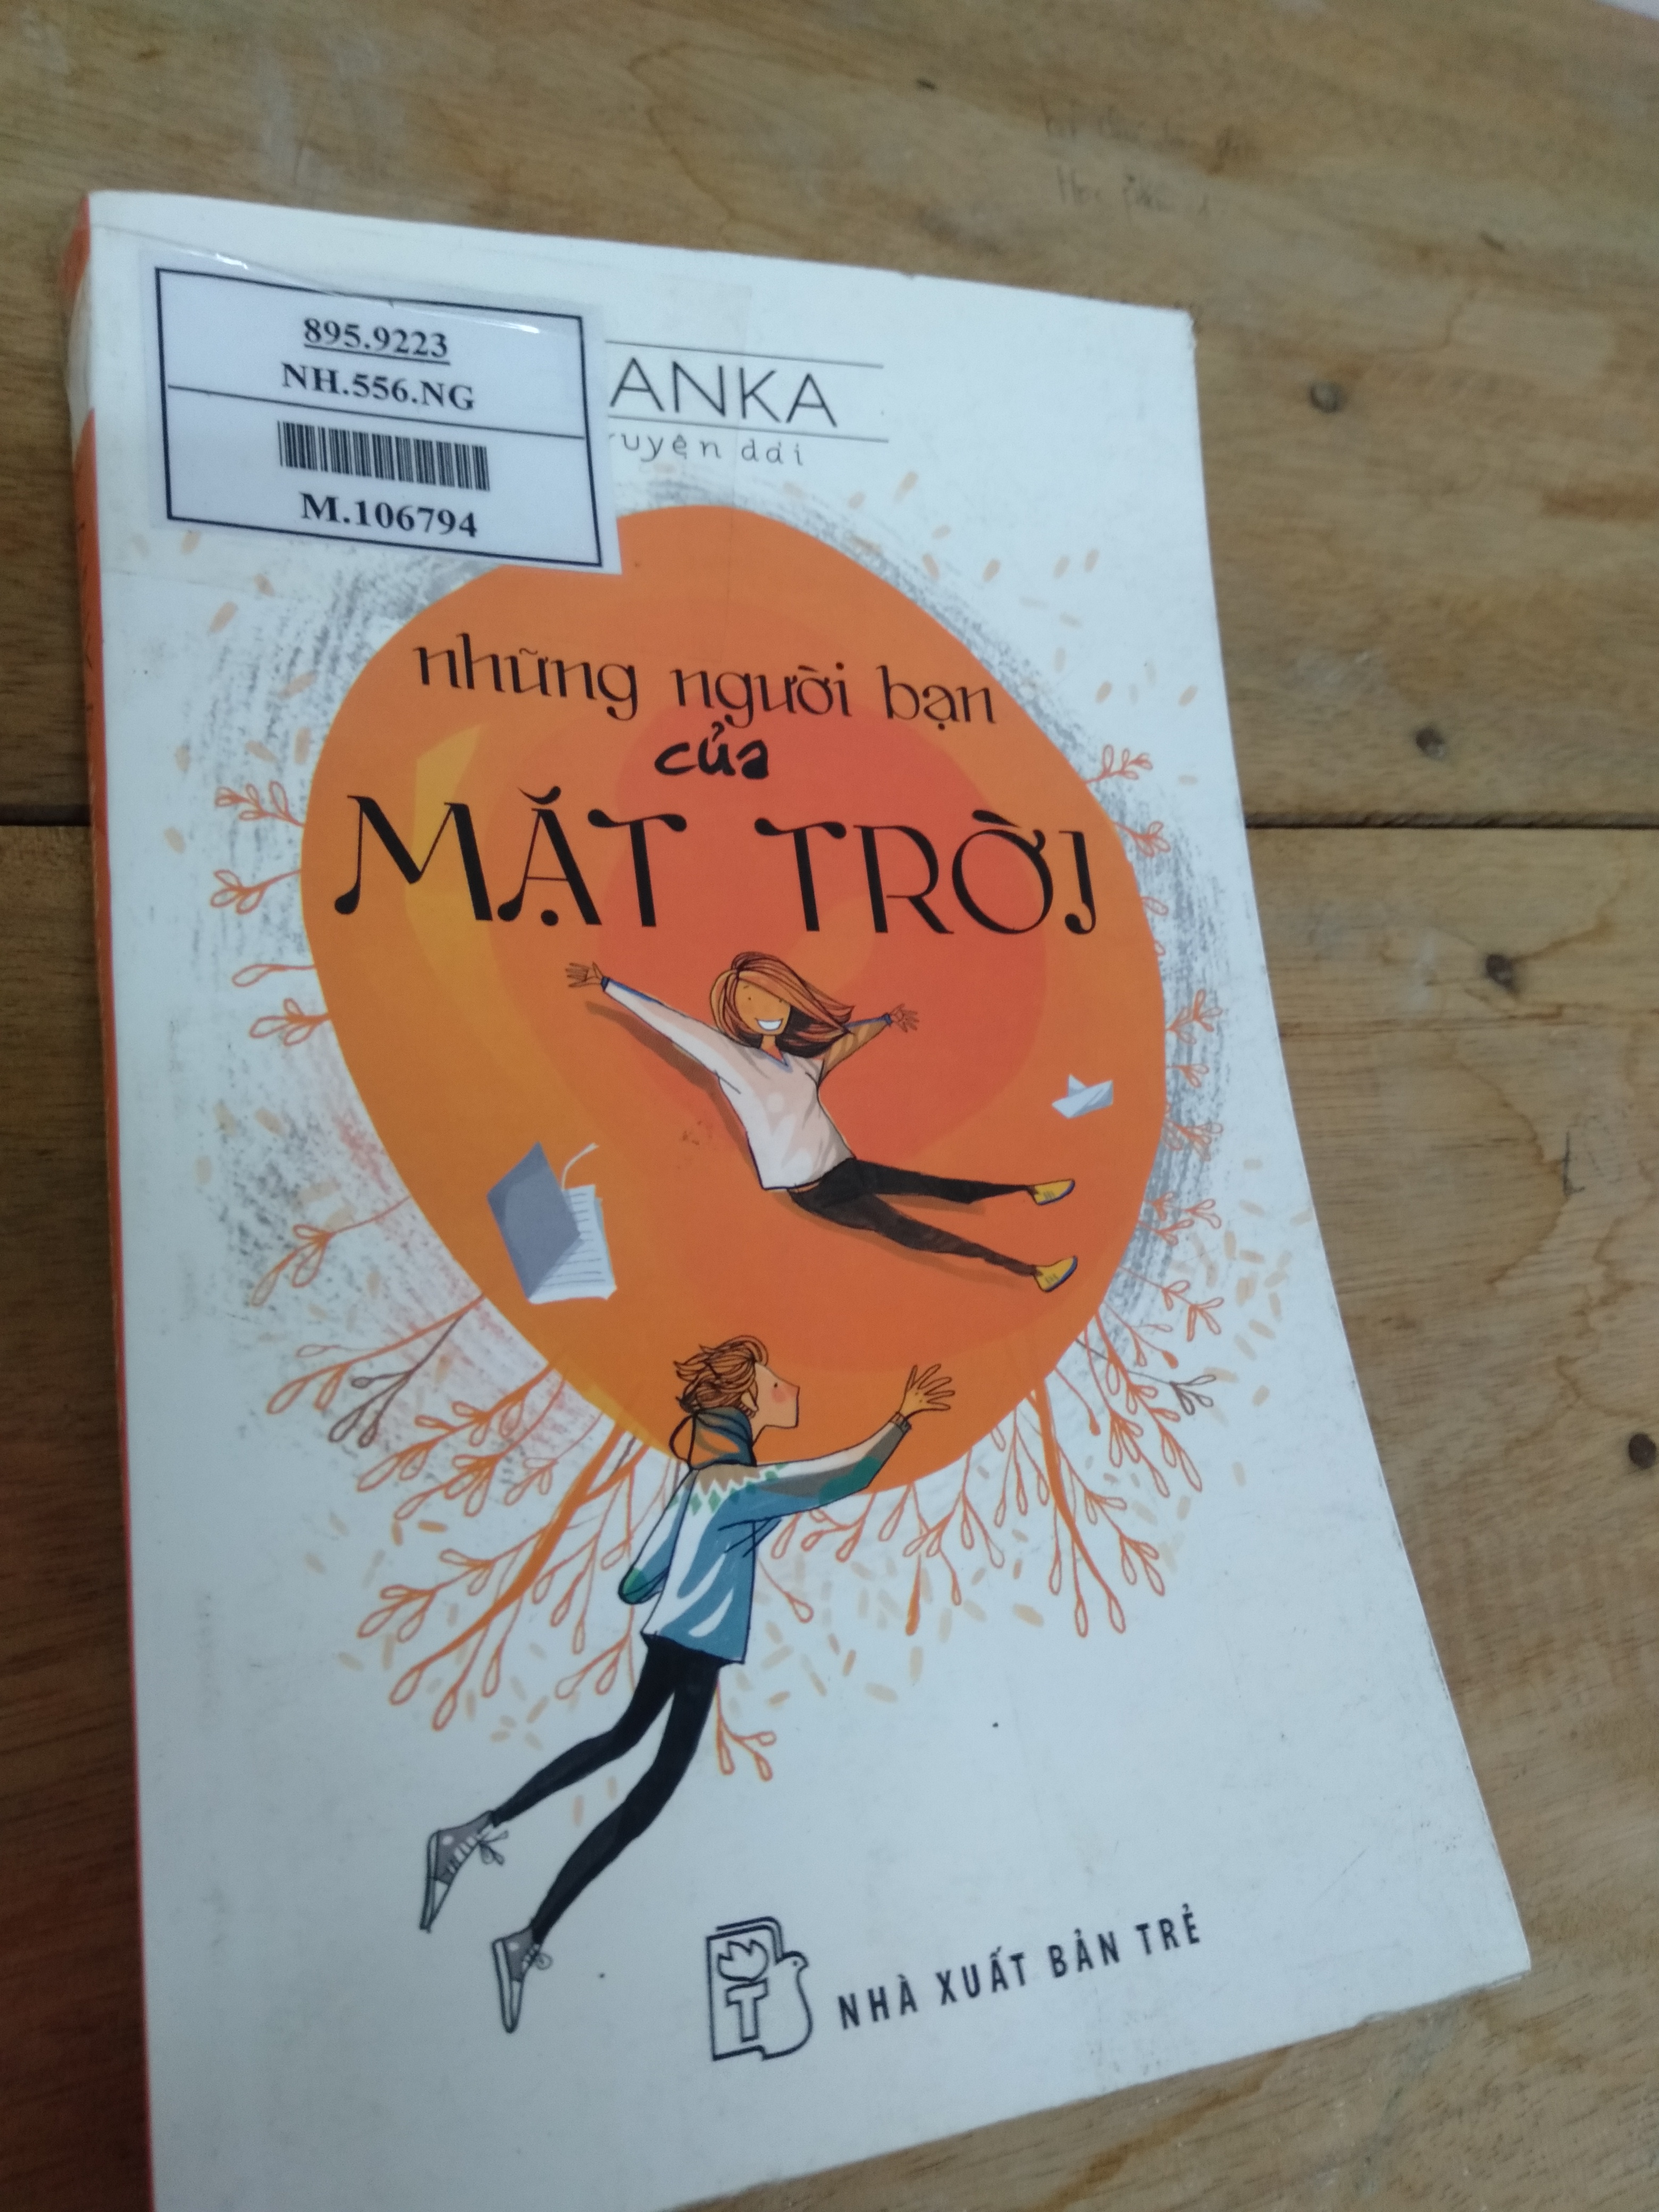 895.9223
NH.556.NG
M.106794
ANKA
ruyện dài
những người bạn
của
MẶT TRỜI
T
NHÀ XUẤT BẢN TRẺ